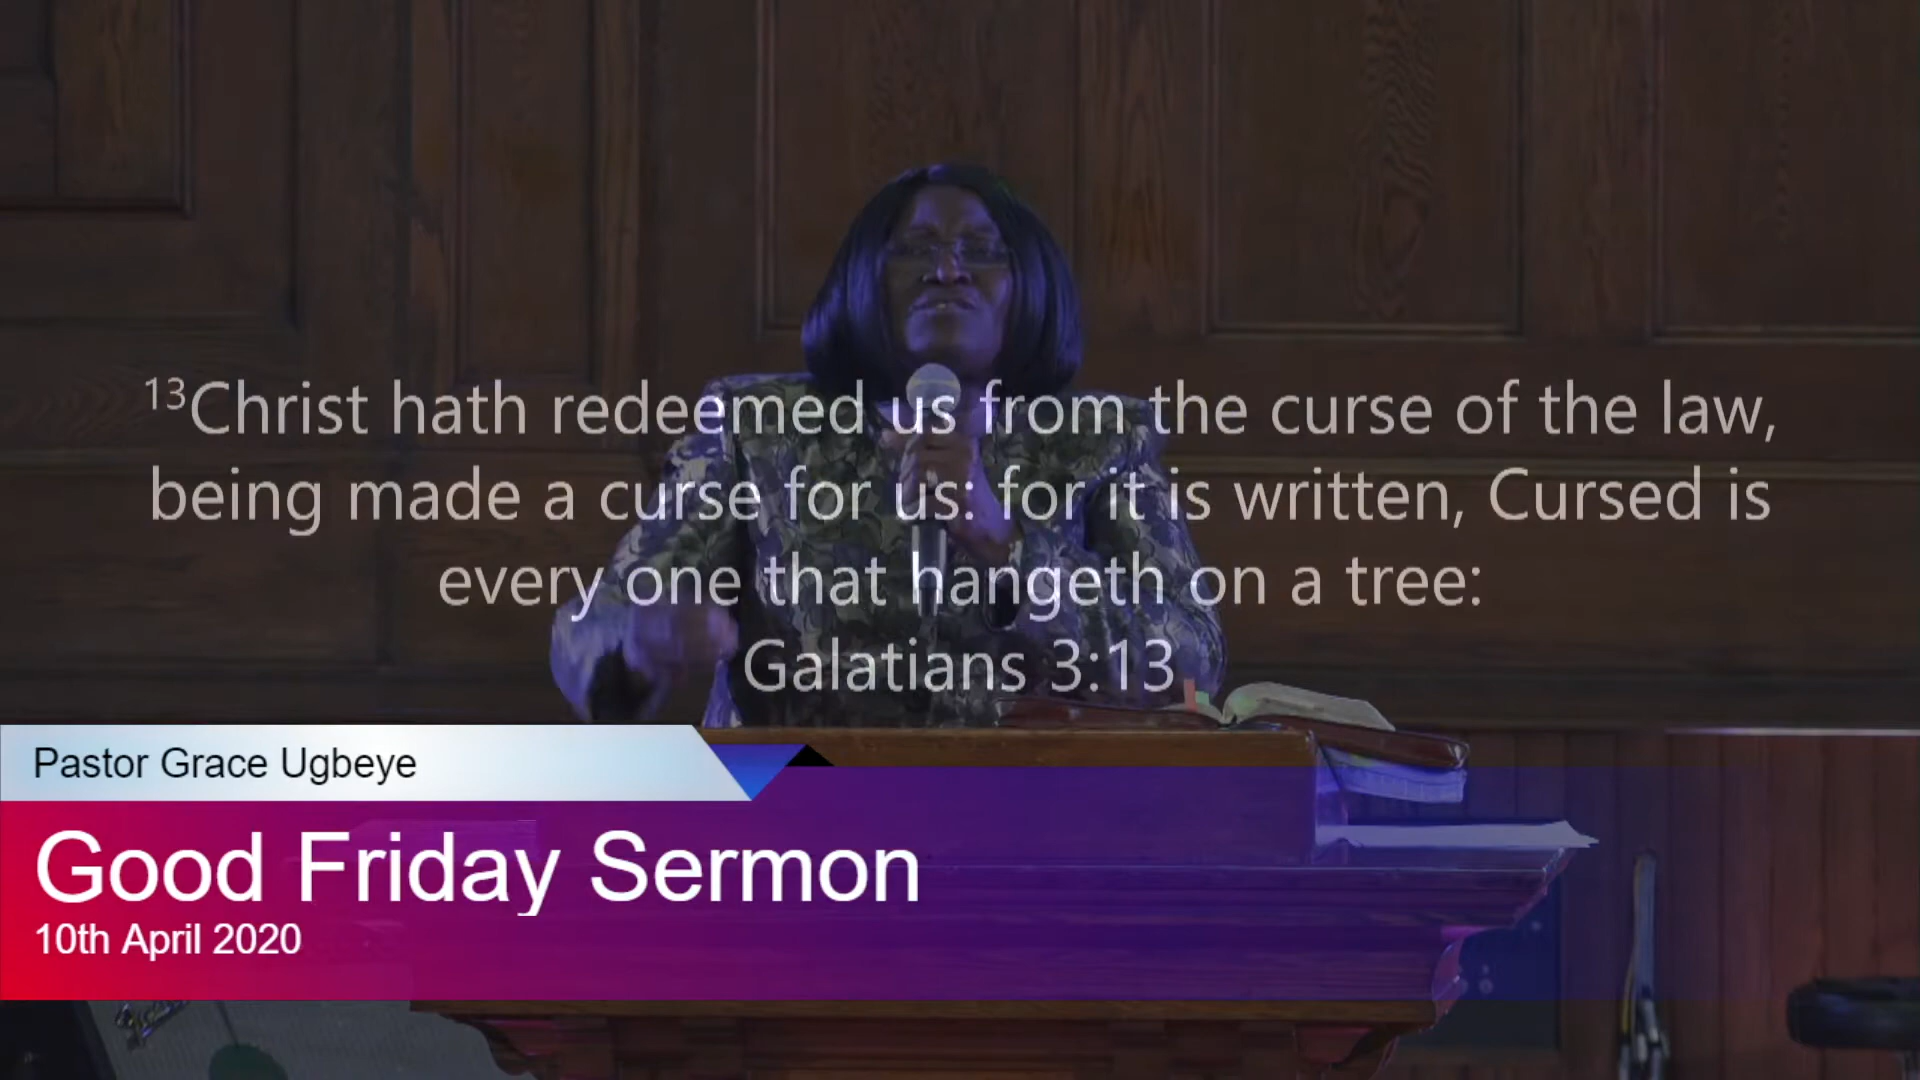 ¹³Christ hath redeemed us from the curse of the law,
being made a curse for us: for it is written, Cursed is
every one that hangeth on a tree:
Galatians 3:13
Pastor Grace Ugbeye
Good Friday Sermon
10th April 2020